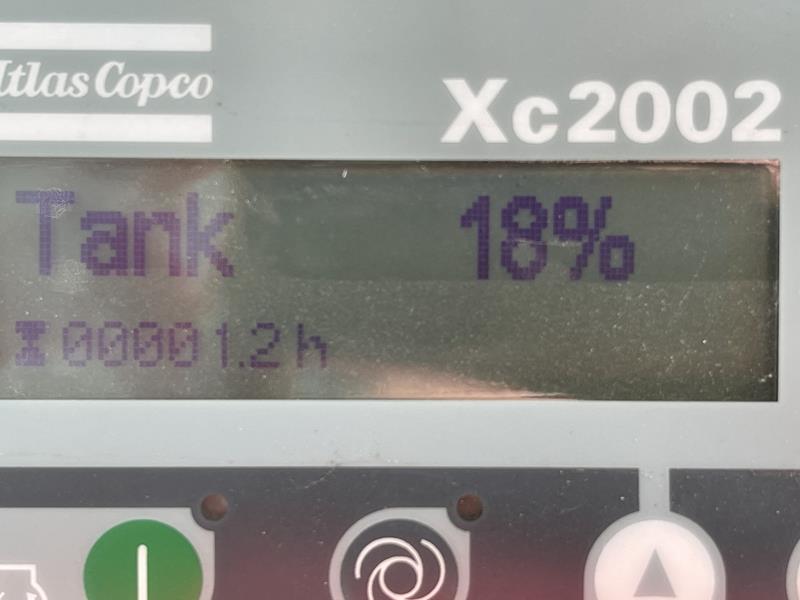 Atlas Copco
Xc2002
Tank 18%
00001.2 h